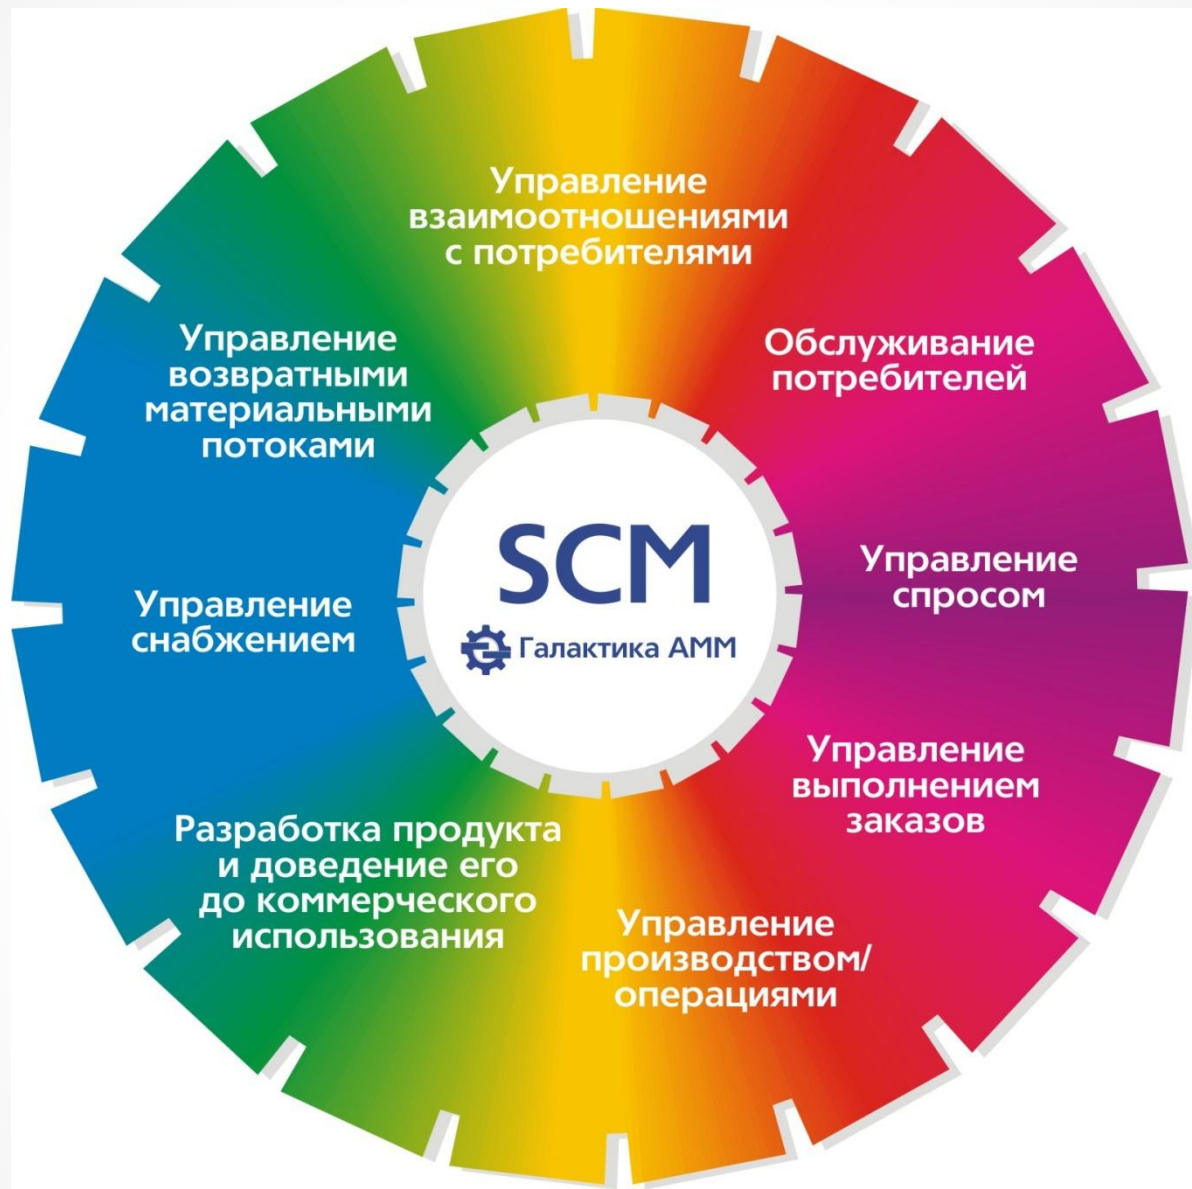 Управление
взаимоотношениями
с потребителями
Обслуживание
потребителей
Управление
спросом
Управление
выполнением
заказов
Управление
производством/
операциями
Разработка продукта
и доведение его
до коммерческого
использования
Управление
снабжением
Управление
возвратными
материальными
потоками
SCM
Галактика АММ